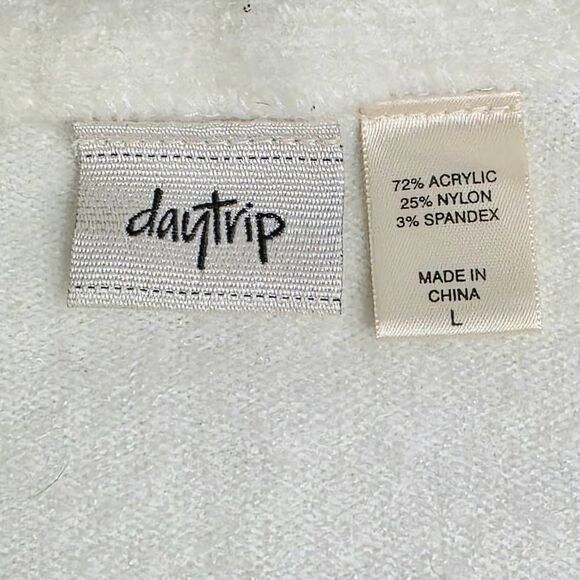 daytrip
72% ACRYLIC
25% NYLON
3% SPANDEX
MADE IN
CHINA
L